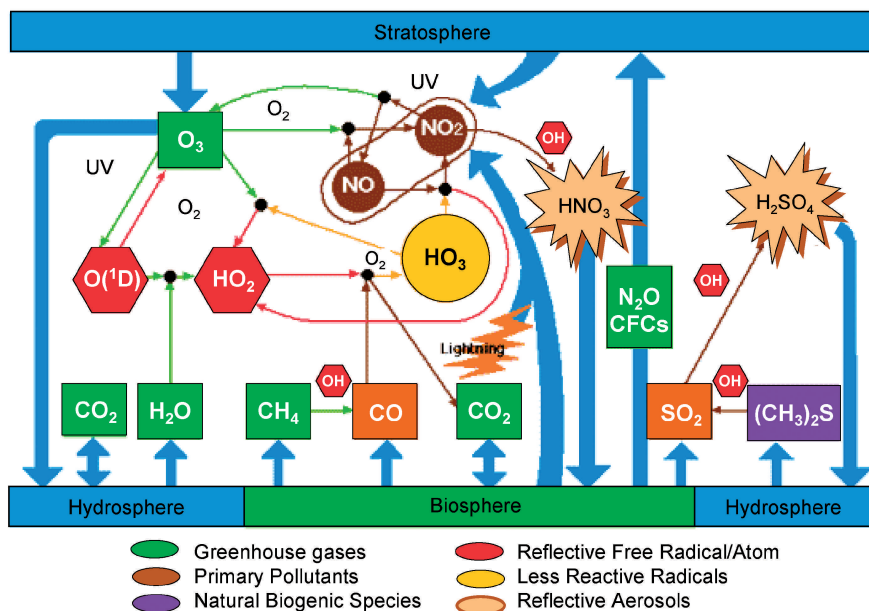 Stratosphere
UV
O2
O3
NO2
OH
UV
NO
HNO3
H2SO4
O2
O(1D)
HO2
O2
HO3
OH
N2O
CFCs
Lightning
CO2
H2O
CH4
OH
CO
CO2
SO2
OH
(CH3)2S
Hydrosphere
Biosphere
Hydrosphere
Greenhouse gases
Reflective Free Radical/Atom
Primary Pollutants
Less Reactive Radicals
Natural Biogenic Species
Reflective Aerosols